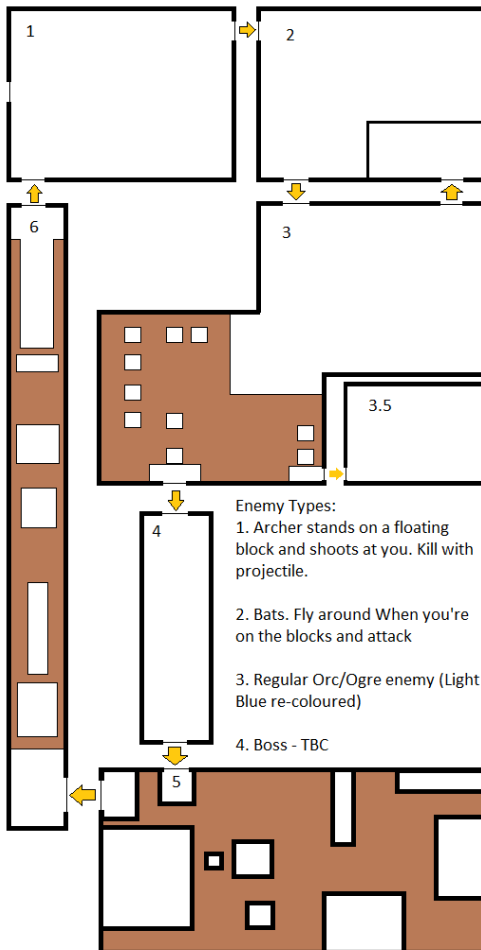 1
2
6
3
3.5
Enemy Types:
1. Archer stands on a floating
block and shoots at you. Kill with
projectile.
2. Bats. Fly around When you're
on the blocks and attack
3. Regular Orc/Ogre enemy (Light
Blue re-coloured)
4. Boss - TBC
4
5